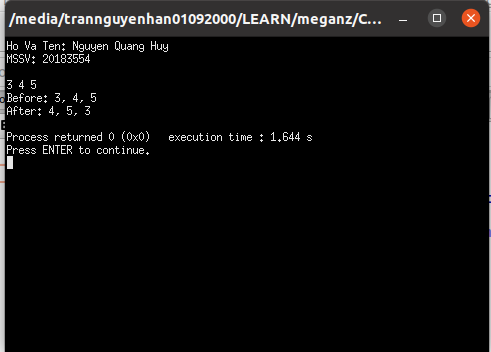 /media/trannguyenhan01092000/LEARN/meganz/C...
Ho Va Ten: Nguyen Quang Huy
MSSV: 20183554
3 4 5
Before: 3, 4, 5
After: 4, 5, 3
Process returned 0 (0x0)   execution time : 1.644 s
Press ENTER to continue.